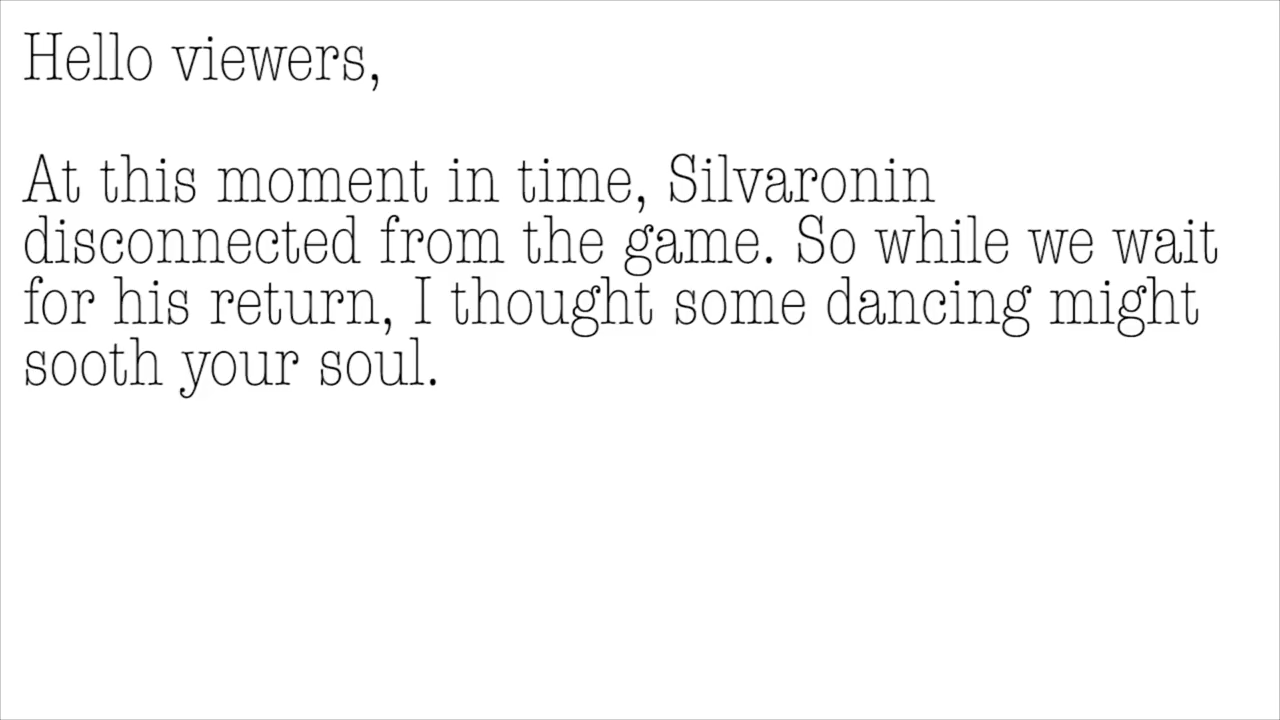 Hello viewers,
At this moment in time, Silvaronin
disconnected from the game. So while we wait
for his return, I thought some dancing might
sooth your soul.